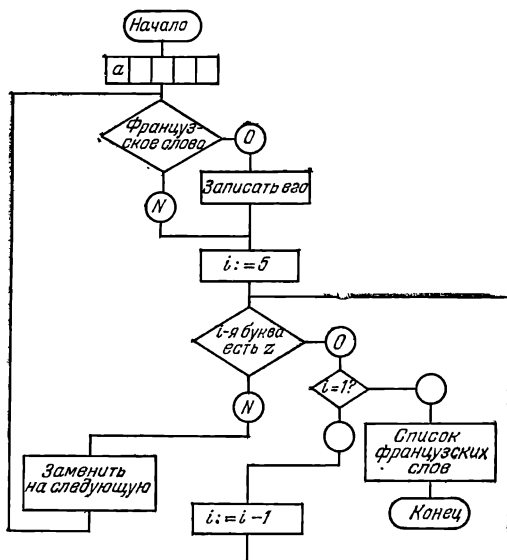 Начало
а
Француз-
ское слово
O
Записать его
N
i:=5
i-я буква
есть z
O
i=1?
N
Список
французских
слов
Заменить
на следующую
i:=i-1
Конец